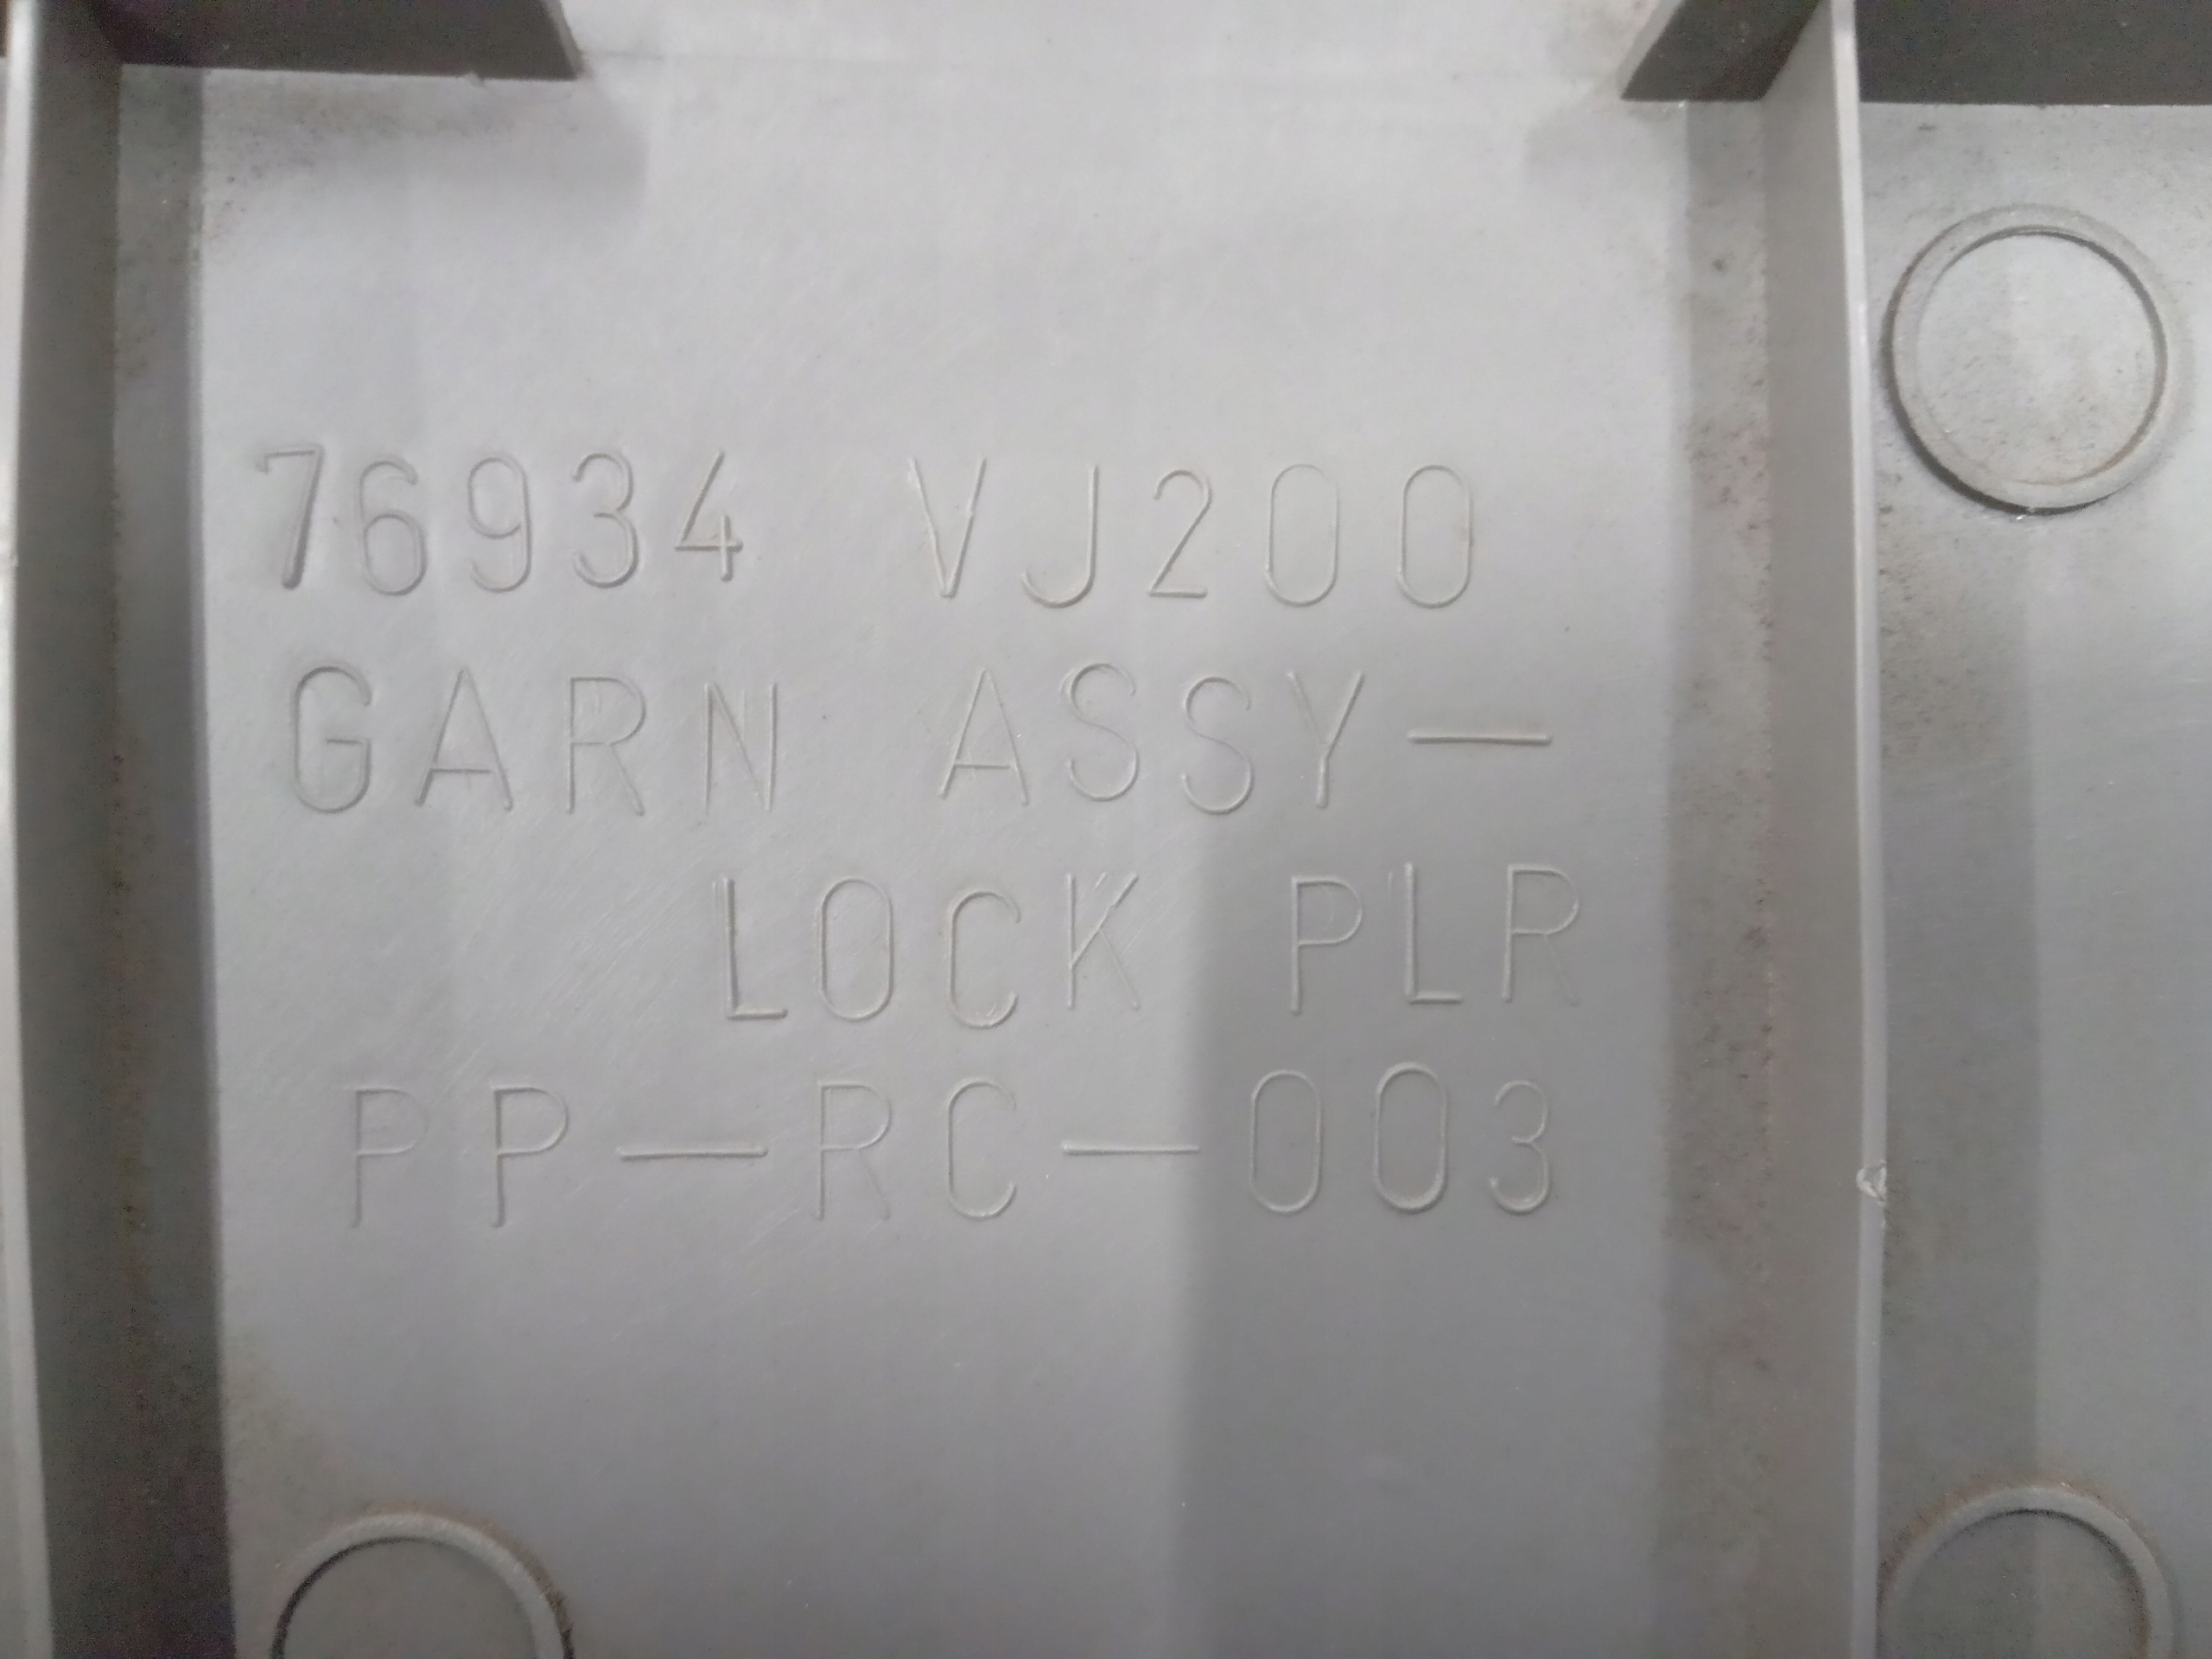 76934 VJ200
GARN ASSY-
LOCK PLR
PP-RC-003